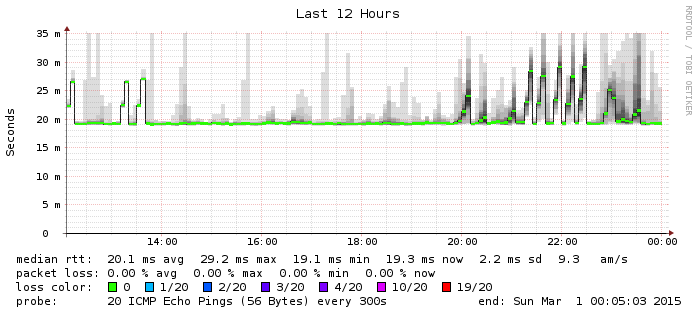 Last 12 Hours
RRDTOOL / TOBI OETIKER
Seconds
35 m
30 m
25 m
20 m
15 m
10 m
5 m
0
14:00 16:00 18:00 20:00 22:00 00:00
median rtt: 20.1 ms avg 29.2 ms max 19.1 ms min 19.3 ms now 2.2 ms sd 9.3 am/s
packet loss: 0.00 % avg 0.00 % max 0.00 % min 0.00 % now
loss color: 0 1/20 2/20 3/20 4/20 10/20 19/20
probe: 20 ICMP Echo Pings (56 Bytes) every 300s end: Sun Mar 1 00:05:03 2015